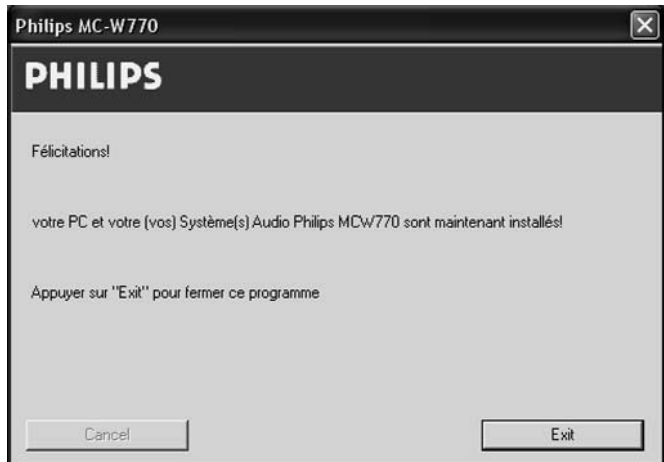 Philips MC-W770
PHILIPS
Félicitations!
votre PC et votre (vos) Système(s) Audio Philips MCW770 sont maintenant installés!
Appuyer sur "Exit" pour fermer ce programme
Cancel
Exit